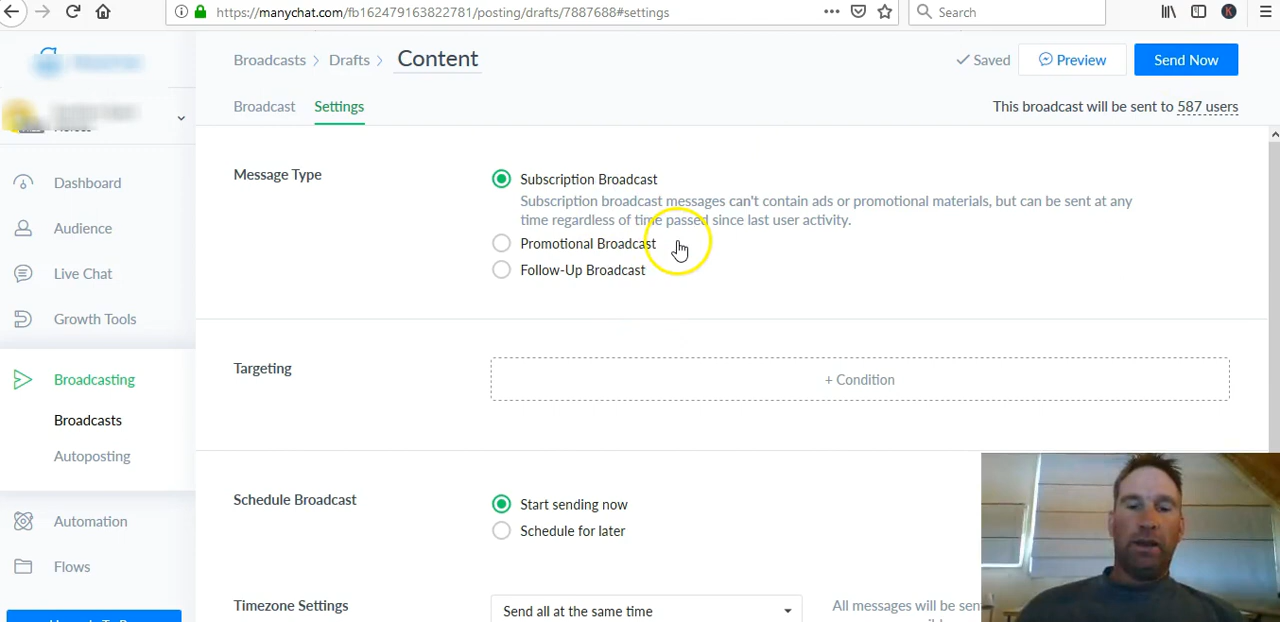 https://manychat.com/fb162479163822781/posting/drafts/7887688#settings
Search
K
Broadcasts > Drafts > Content
Saved
Preview
Send Now
Broadcast
Settings
This broadcast will be sent to 587 users
Dashboard
Audience
Live Chat
Growth Tools
Broadcasting
Broadcasts
Autoposting
Automation
Flows
Message Type
Subscription Broadcast
Subscription broadcast messages can't contain ads or promotional materials, but can be sent at any
time regardless of time passed since last user activity.
Promotional Broadcast
Follow-Up Broadcast
Targeting
+ Condition
Schedule Broadcast
Start sending now
Schedule for later
Timezone Settings
Send all at the same time
All messages will be sen